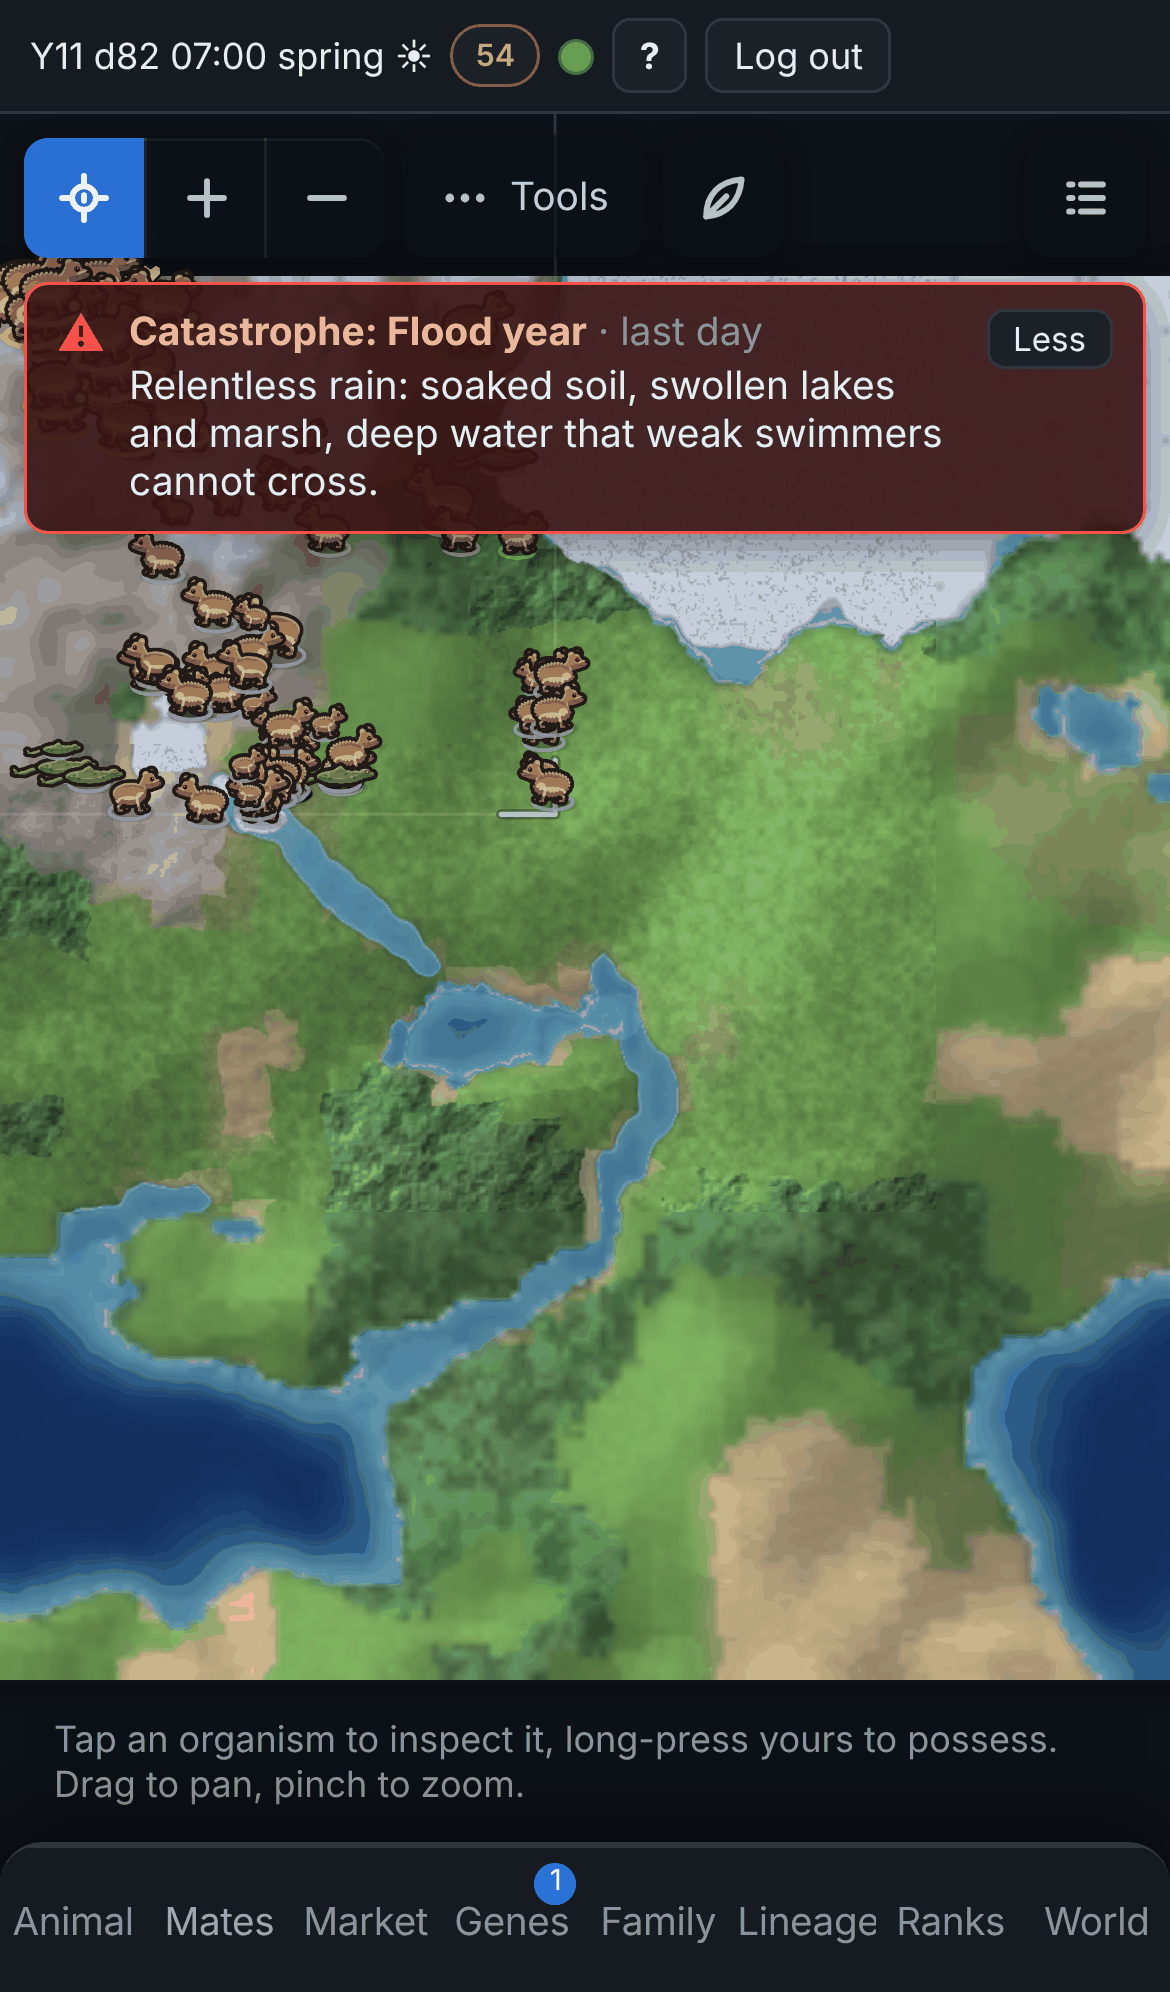 Y11 d82 07:00 spring ☀ 54 ? Log out
Tools
Catastrophe: Flood year · last day
Less
Relentless rain: soaked soil, swollen lakes
and marsh, deep water that weak swimmers
cannot cross.
Tap an organism to inspect it, long-press yours to possess.
Drag to pan, pinch to zoom.
1
Animal Mates Market Genes Family Lineage Ranks World